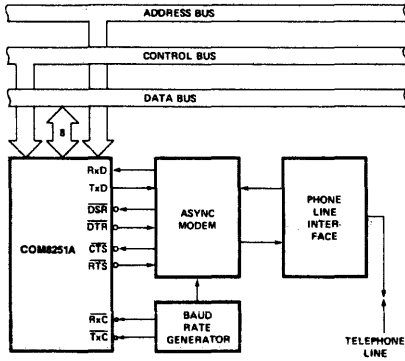 ADDRESS BUS
CONTROL BUS
DATA BUS
8
COM8251A
RxD
TxD
DSR
DTR
CTS
RTS
RxC
TxC
ASYNC
MODEM
PHONE
LINE
INTER-
FACE
BAUD
RATE
GENERATOR
TELEPHONE
LINE